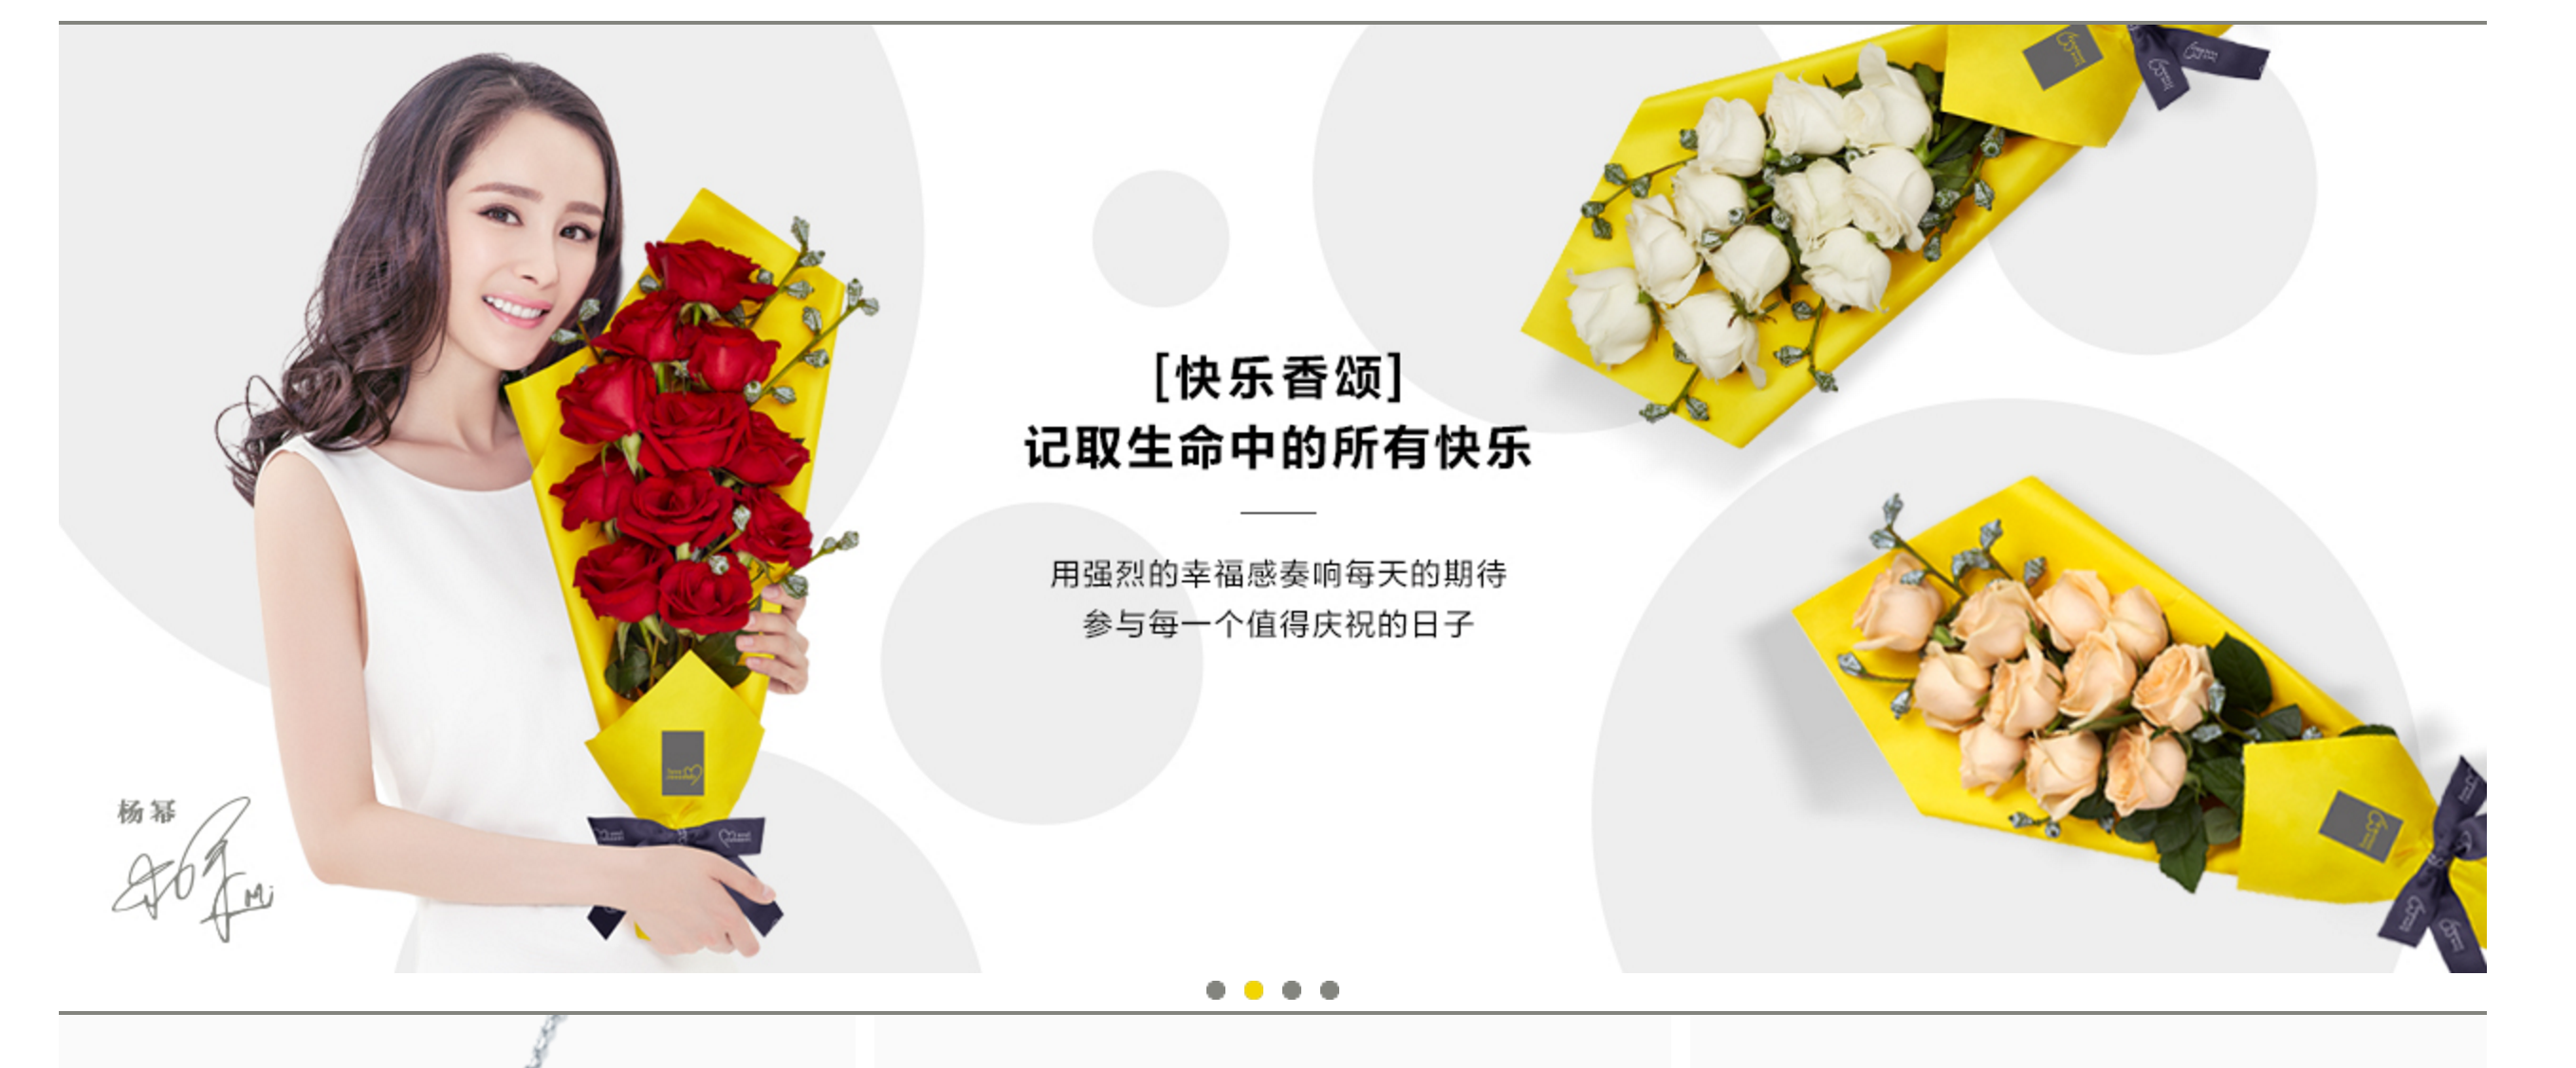 [快乐香颂]
记取生命中的所有快乐
用强烈的幸福感奏响每天的期待
参与每一个值得庆祝的日子
杨幂